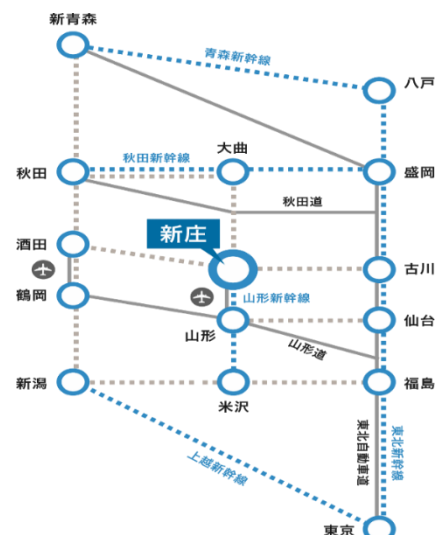 新青森
青森新幹線
八戸
秋田新幹線
大曲
秋田
盛岡
秋田道
酒田
新庄
古川
鶴岡
山形新幹線
山形
仙台
山形道
新潟
米沢
福島
東北自動車道
東北新幹線
上越新幹線
東京